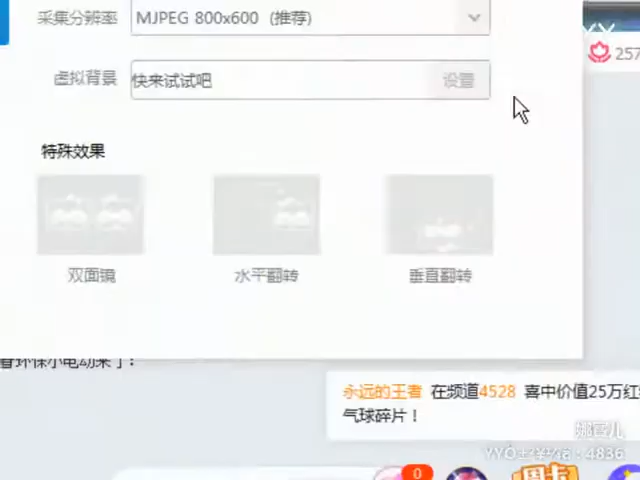 采集分辨率 MJPEG 800x600 (推荐)
虚拟背景 快来试试吧 设置
257
特殊效果
双面镜 水平翻转 垂直翻转
永远的王者 在频道4528 喜中价值25万红
气球碎片！
0
周卡